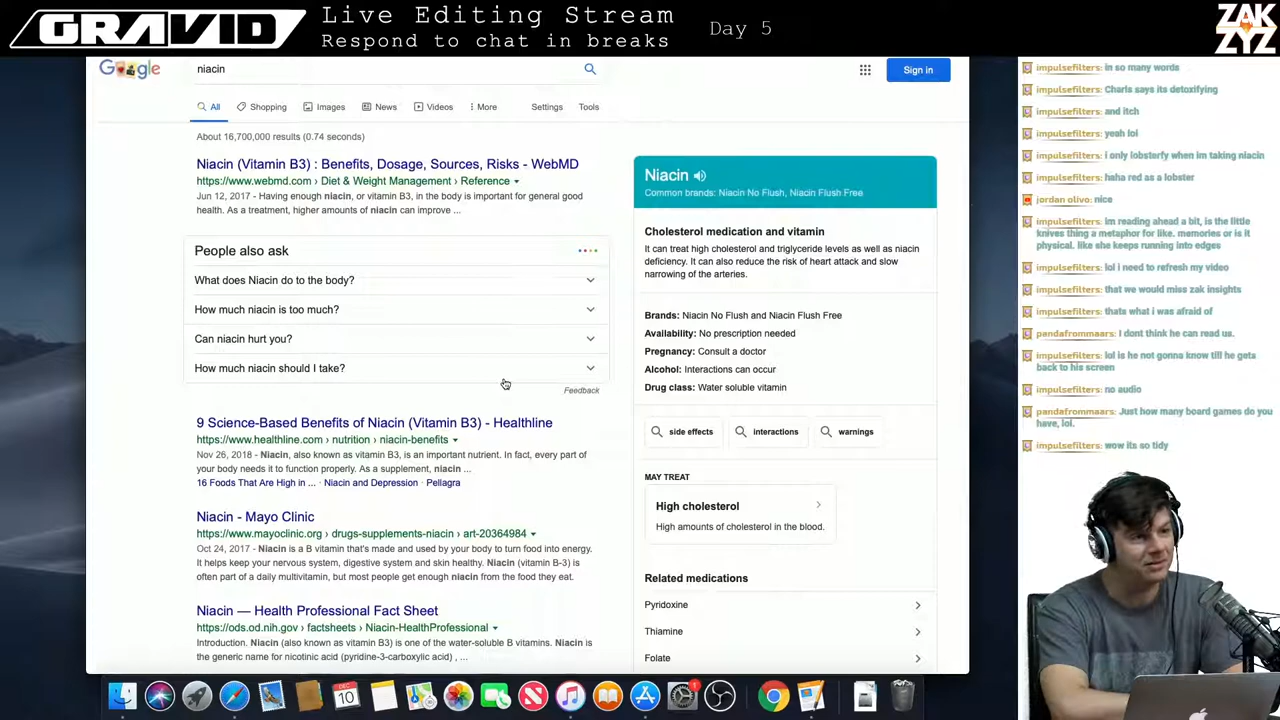 GRAVID
Live Editing Stream
Respond to chat in breaks
Day 5
ZAK
ZYZ
Google
niacin
Sign in
All
Shopping
Images
News
Videos
More
Settings
Tools
About 16,700,000 results (0.74 seconds)
Niacin (Vitamin B3) : Benefits, Dosage, Sources, Risks - WebMD
https://www.webmd.com › Diet & Weight Management › Reference
Jun 12, 2017 - Having enough niacin, or vitamin b3, in the body is important for general good
health. As a treatment, higher amounts of niacin can improve ...
People also ask
What does Niacin do to the body?
How much niacin is too much?
Can niacin hurt you?
How much niacin should I take?
Feedback
9 Science-Based Benefits of Niacin (Vitamin B3) - Healthline
https://www.healthline.com › nutrition › niacin-benefits
Nov 26, 2018 - Niacin, also known as vitamin B3, is an important nutrient. In fact, every part of
your body needs it to function properly. As a supplement, niacin ...
16 Foods That Are High in ... · Niacin and Depression · Pellagra
Niacin - Mayo Clinic
https://www.mayoclinic.org › drugs-supplements-niacin › art-20364984
Oct 24, 2017 - Niacin is a B vitamin that's made and used by your body to turn food into energy.
It helps keep your nervous system, digestive system and skin healthy. Niacin (vitamin B-3) is
often part of a daily multivitamin, but most people get enough niacin from the food they eat.
Niacin — Health Professional Fact Sheet
https://ods.od.nih.gov › factsheets › Niacin-HealthProfessional
Introduction. Niacin (also known as vitamin B3) is one of the water-soluble B vitamins. Niacin is
the generic name for nicotinic acid (pyridine-3-carboxylic acid) , ...
Niacin
Common brands: Niacin No Flush, Niacin Flush Free
Cholesterol medication and vitamin
It can treat high cholesterol and triglyceride levels as well as niacin
deficiency. It can also reduce the risk of heart attack and slow
narrowing of the arteries.
Brands: Niacin No Flush and Niacin Flush Free
Availability: No prescription needed
Pregnancy: Consult a doctor
Alcohol: Interactions can occur
Drug class: Water soluble vitamin
side effects
interactions
warnings
MAY TREAT
High cholesterol
High amounts of cholesterol in the blood.
Related medications
Pyridoxine
Thiamine
Folate
impulsefilters: in so many words
impulsefilters: Charls says its detoxifying
impulsefilters: and itch
impulsefilters: yeah lol
impulsefilters: i only lobsterfy when im taking niacin
impulsefilters: haha red as a lobster
jordan olivo: nice
impulsefilters: im reading ahead a bit, is the little
knives thing a metaphor for like. memories or is it
physical. like she keeps running into edges
impulsefilters: lol i need to refresh my video
impulsefilters: that we would miss zak insights
impulsefilters: thats what i was afraid of
pandafrommaars: I dont think he can read us.
impulsefilters: lol is he not gonna know till he gets
back to his screen
impulsefilters: no audio
pandafrommaars: Just how many board games do you
have, lol.
impulsefilters: wow its so tidy
DEC
10
1